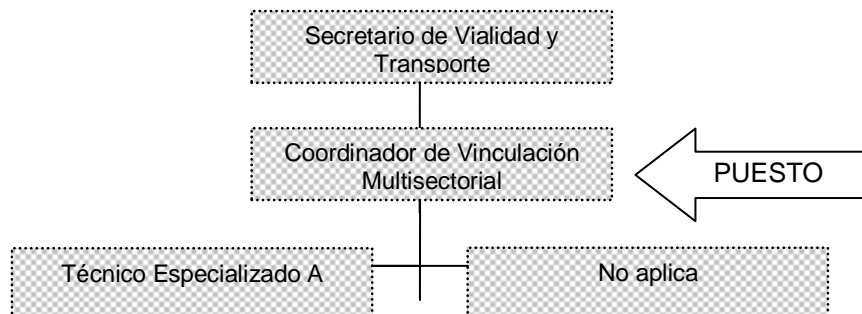 Secretario de Vialidad y
Transporte
Coordinador de Vinculación
Multisectorial
PUESTO
Técnico Especializado A
No aplica